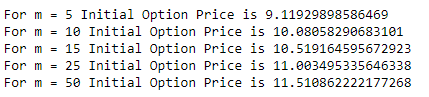 For m = 5 Initial Option Price is 9.11929898586469
For m = 10 Initial Option Price is 10.08058290683101
For m = 15 Initial Option Price is 10.519164595672923
For m = 25 Initial Option Price is 11.003495335646338
For m = 50 Initial Option Price is 11.510862222177268